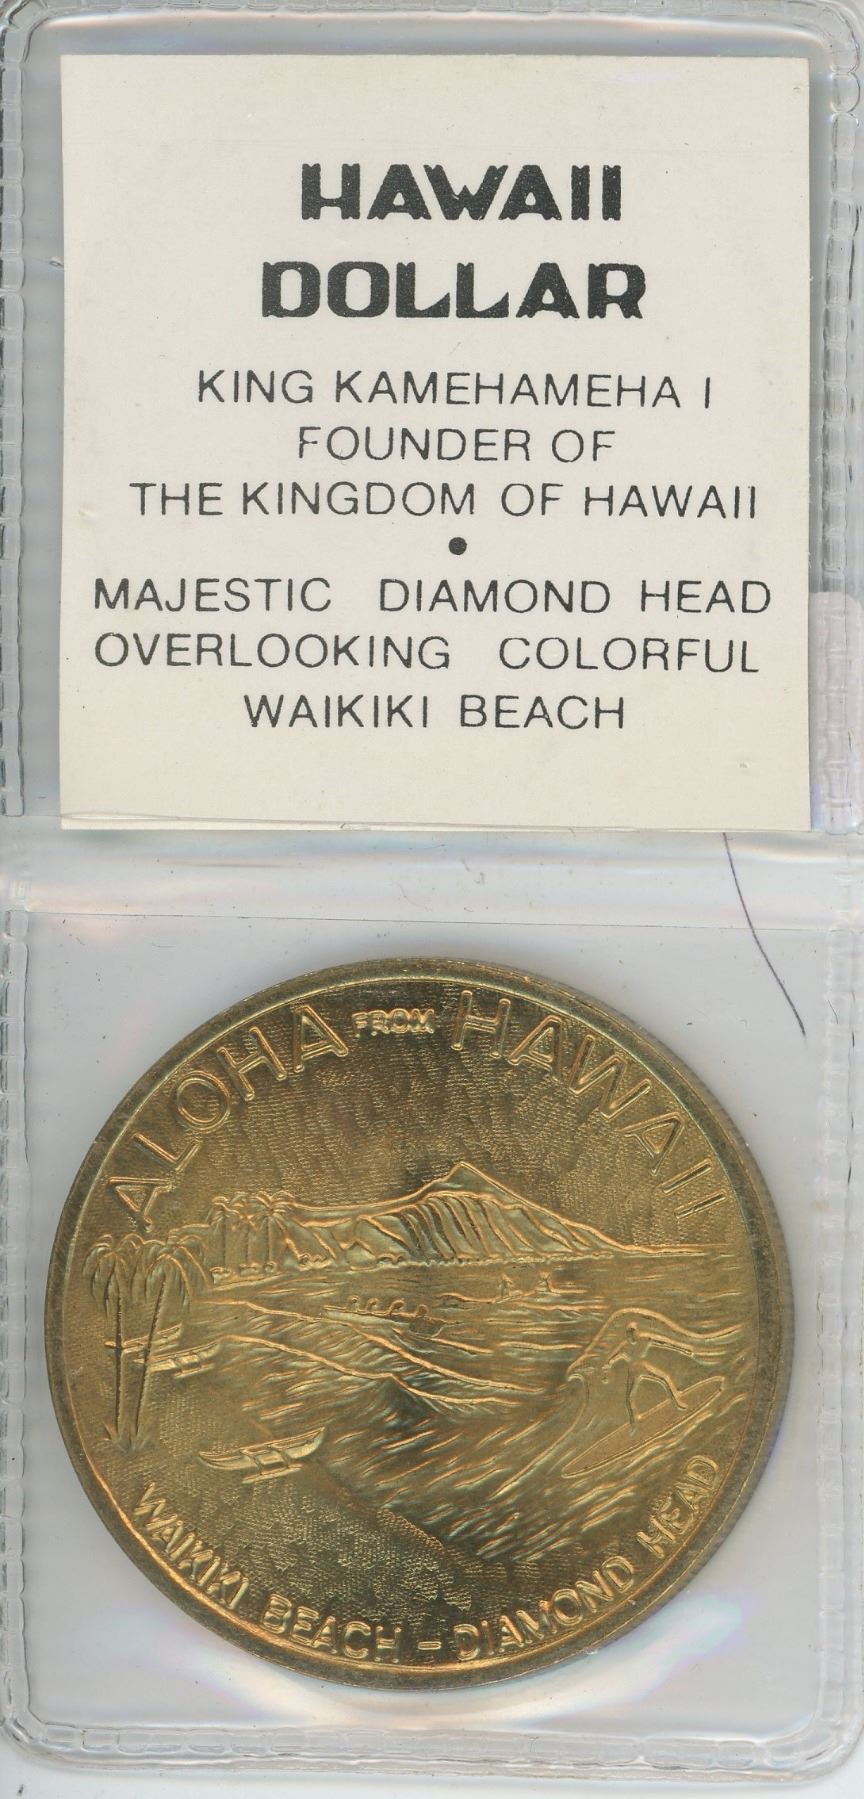 HAWAII
DOLLAR
KING KAMEHAMEHA I
FOUNDER OF
THE KINGDOM OF HAWAII
•
MAJESTIC DIAMOND HEAD
OVERLOOKING COLORFUL
WAIKIKI BEACH
ALOHA FROM HAWAII
WAIKIKI BEACH - DIAMOND HEAD